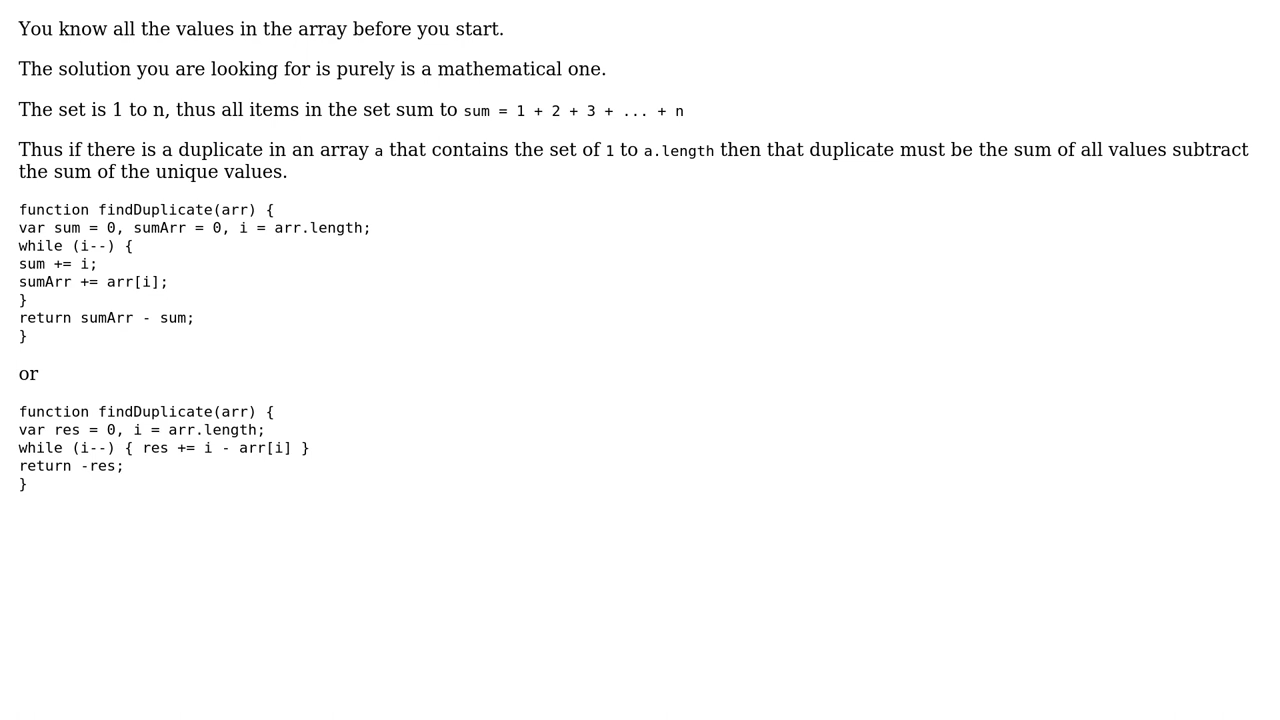 You know all the values in the array before you start.
The solution you are looking for is purely is a mathematical one.
The set is 1 to n, thus all items in the set sum to sum = 1 + 2 + 3 + ... + n
Thus if there is a duplicate in an array a that contains the set of 1 to a.length then that duplicate must be the sum of all values subtract
the sum of the unique values.
function findDuplicate(arr) {
var sum = 0, sumArr = 0, i = arr.length;
while (i--) {
sum += i;
sumArr += arr[i];
}
return sumArr - sum;
}
or
function findDuplicate(arr) {
var res = 0, i = arr.length;
while (i--) { res += i - arr[i] }
return -res;
}